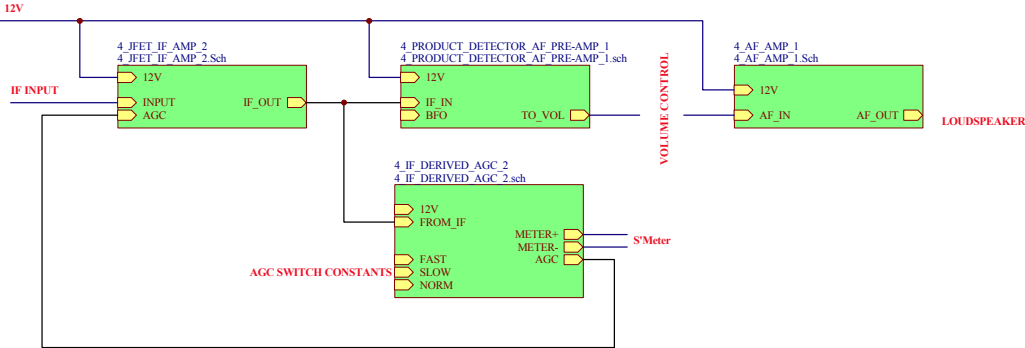 12V
4_JFET_IF_AMP_2
4_JFET_IF_AMP_2.Sch
12V
IF INPUT
INPUT
AGC
IF_OUT
4_PRODUCT_DETECTOR_AF_PRE-AMP_1
4_PRODUCT_DETECTOR_AF_PRE-AMP_1.sch
12V
IF_IN
BFO
TO_VOL
VOLUME CONTROL
4_AF_AMP_1
4_AF_AMP_1.Sch
12V
AF_IN
AF_OUT
LOUDSPEAKER
4_IF_DERIVED_AGC_2
4_IF_DERIVED_AGC_2.sch
12V
FROM_IF
METER+
METER-
AGC
S'Meter
AGC SWITCH CONSTANTS
FAST
SLOW
NORM